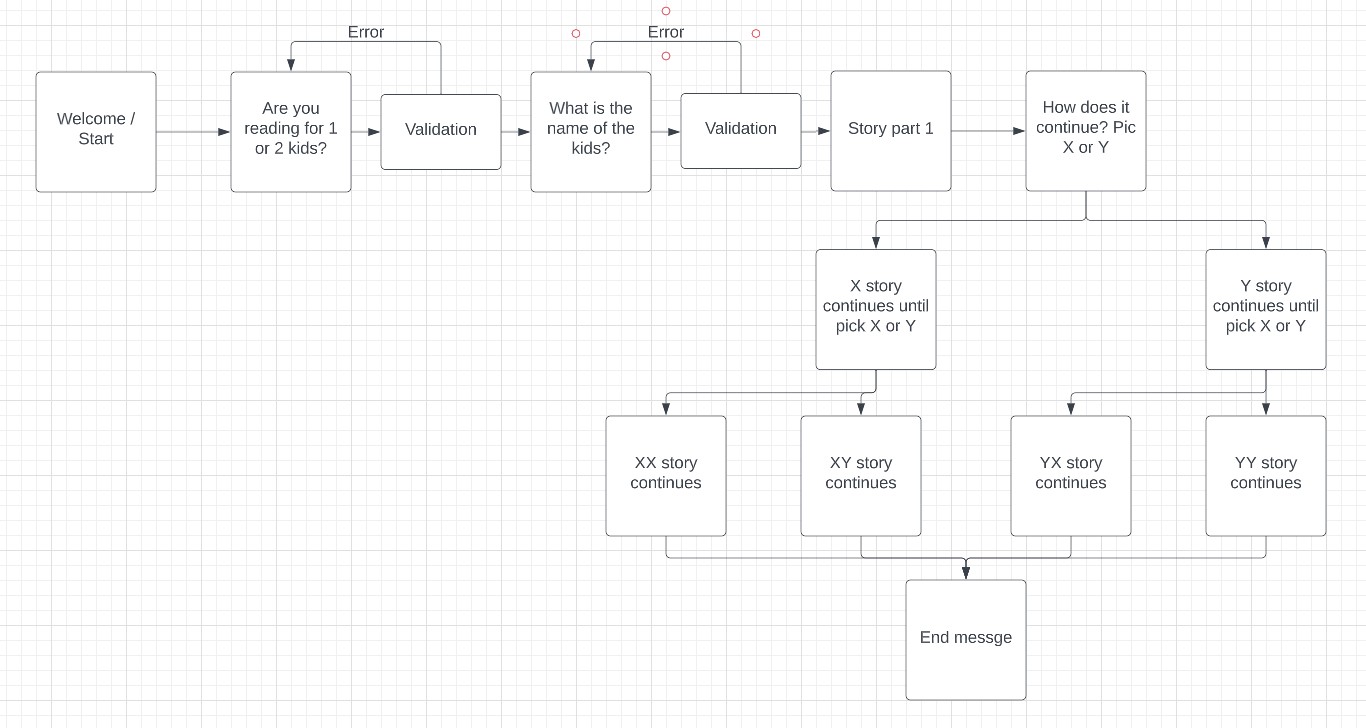 Error
Error
Welcome /
Start
Are you
reading for 1
or 2 kids?
Validation
What is the
name of the
kids?
Validation
Story part 1
How does it
continue? Pic
X or Y
X story
continues until
pick X or Y
Y story
continues until
pick X or Y
XX story
continues
XY story
continues
YX story
continues
YY story
continues
End messge